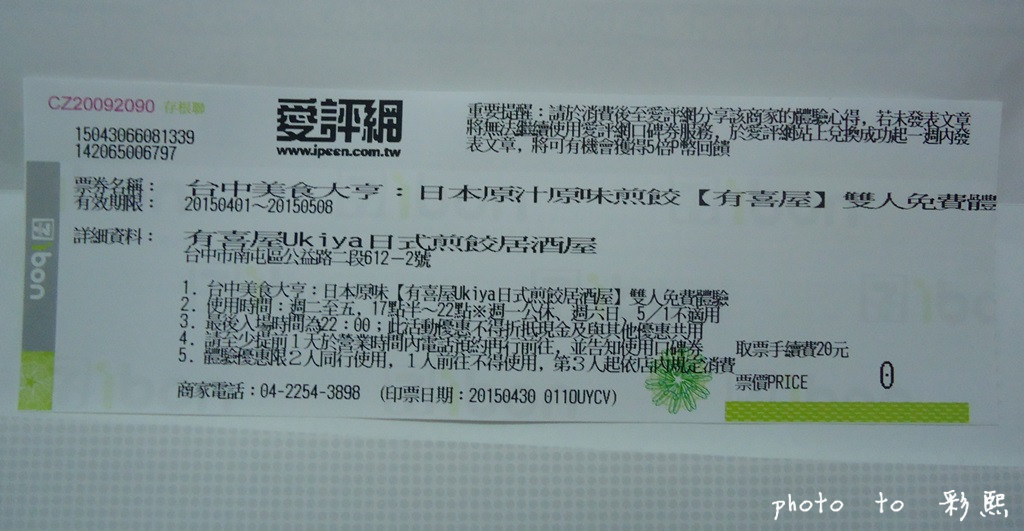 CZ20092090 存根聯
15043066081339
142065006797
愛評網
www.ipeen.com.tw
重要提醒：請於消費後至愛評網分享該商家的體驗心得，若未發表文章
將無法繼續使用愛評網口碑券服務，於愛評網站上兌換成功起一週內發
表文章，將可有機會獲得5倍P幣回饋
票券名稱： 台中美食大亨：日本原汁原味煎餃【有喜屋】雙人免費體
有效期限： 20150401～20150508
詳細資料： 有喜屋Ukiya日式煎餃居酒屋
台中市南屯區公益路二段612－2號
1. 台中美食大亨：日本原味【有喜屋Ukiya日式煎餃居酒屋】雙人免費體驗
2. 使用時間：週二至五，17點半～22點※週一公休，週六日，5/1不適用
3. 最後入場時間為22：00；此活動優惠不得折抵現金及與其他優惠共用
4. 請至少提前1天於營業時間內電話預約即行前往，並告知使用口碑券
5. 體驗優惠限2人同行使用，1人前往不得使用，第3人起依店內規定消費
商家電話：04-2254-3898 (印票日期：20150430 0110UYCV)
取票手續費20元
票價PRICE 0
ibon
photo to 彩熙